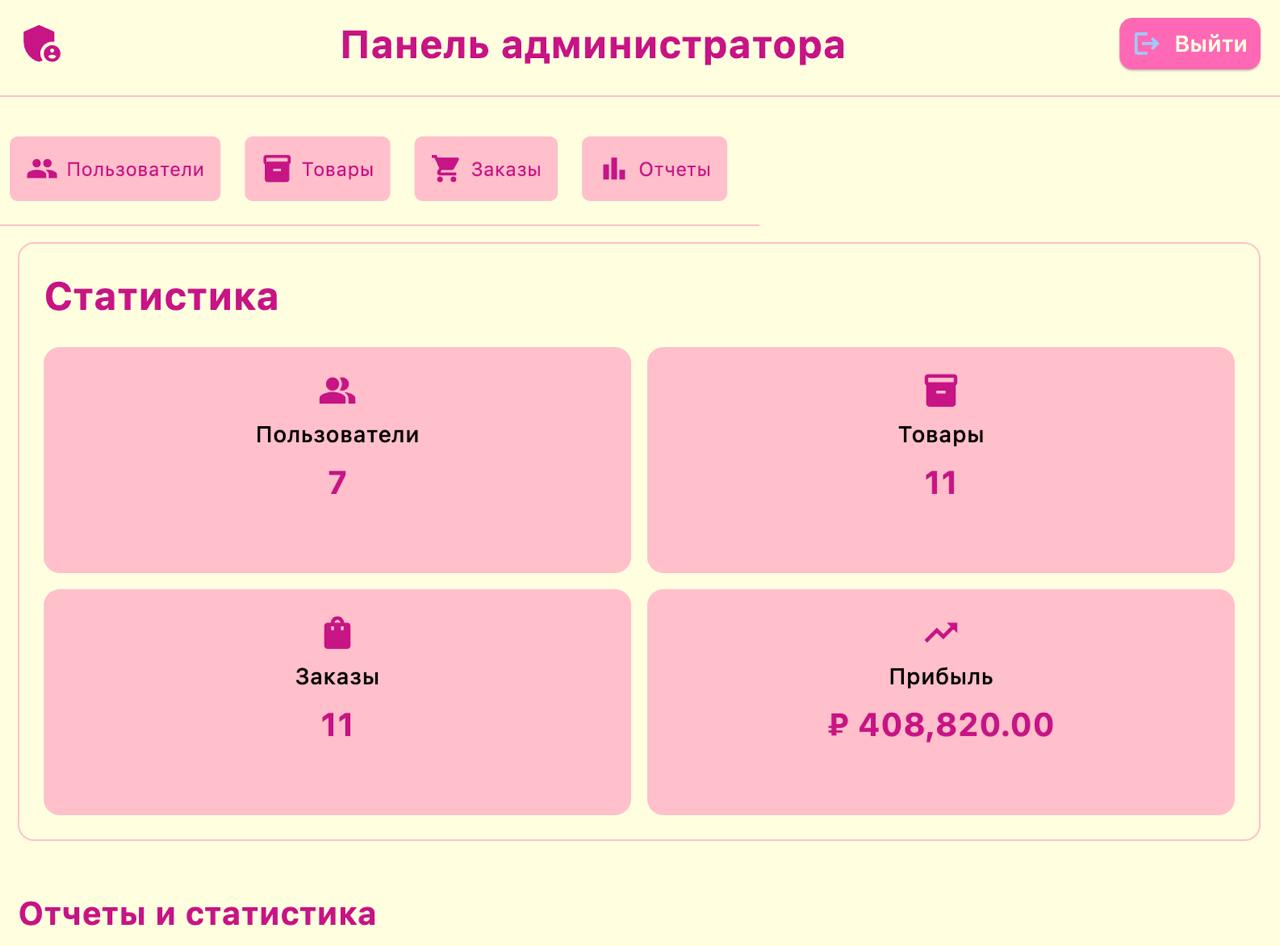 Панель администратора
Выйти
Пользователи
Товары
Заказы
Отчеты
Статистика
Пользователи
7
Товары
11
Заказы
11
Прибыль
₽ 408,820.00
Отчеты и статистика